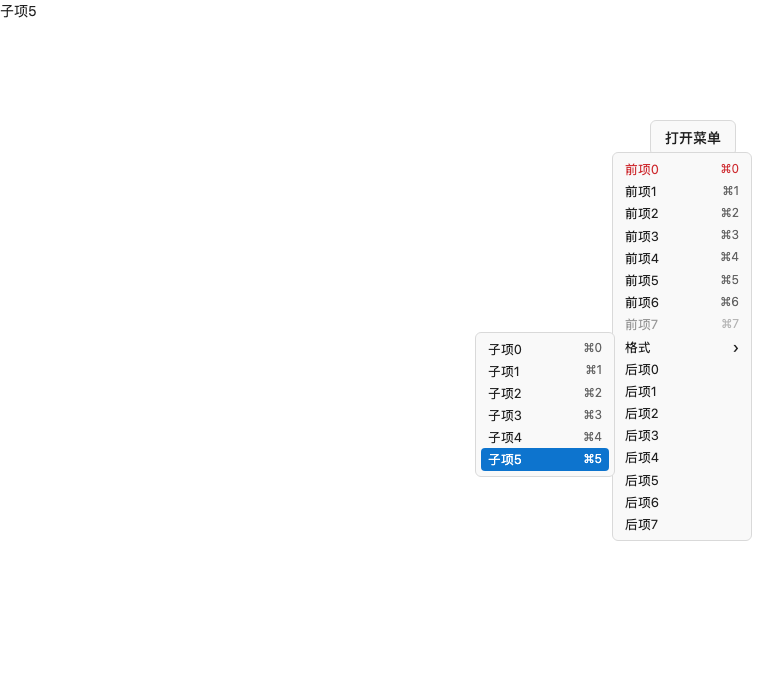 子项5
打开菜单
前项0 ⌘0
前项1 ⌘1
前项2 ⌘2
前项3 ⌘3
前项4 ⌘4
前项5 ⌘5
前项6 ⌘6
前项7 ⌘7
格式 ›
后项0
后项1
后项2
后项3
后项4
后项5
后项6
后项7
子项0 ⌘0
子项1 ⌘1
子项2 ⌘2
子项3 ⌘3
子项4 ⌘4
子项5 ⌘5